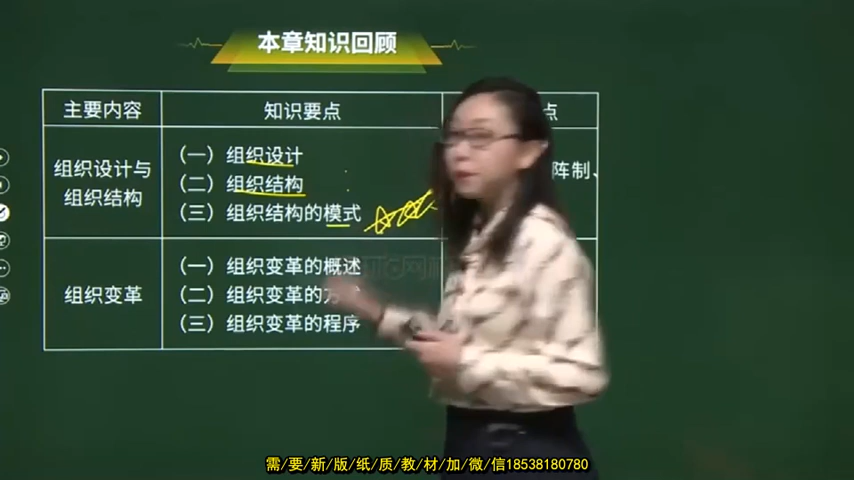 本章知识回顾
主要内容
知识要点
点
组织设计与
组织结构
（一）组织设计
（二）组织结构
（三）组织结构的模式
阵制、
组织变革
（一）组织变革的概述
（二）组织变革的方
（三）组织变革的程序
需/要/新/版/纸/质/教/材/加/微/信18538180780